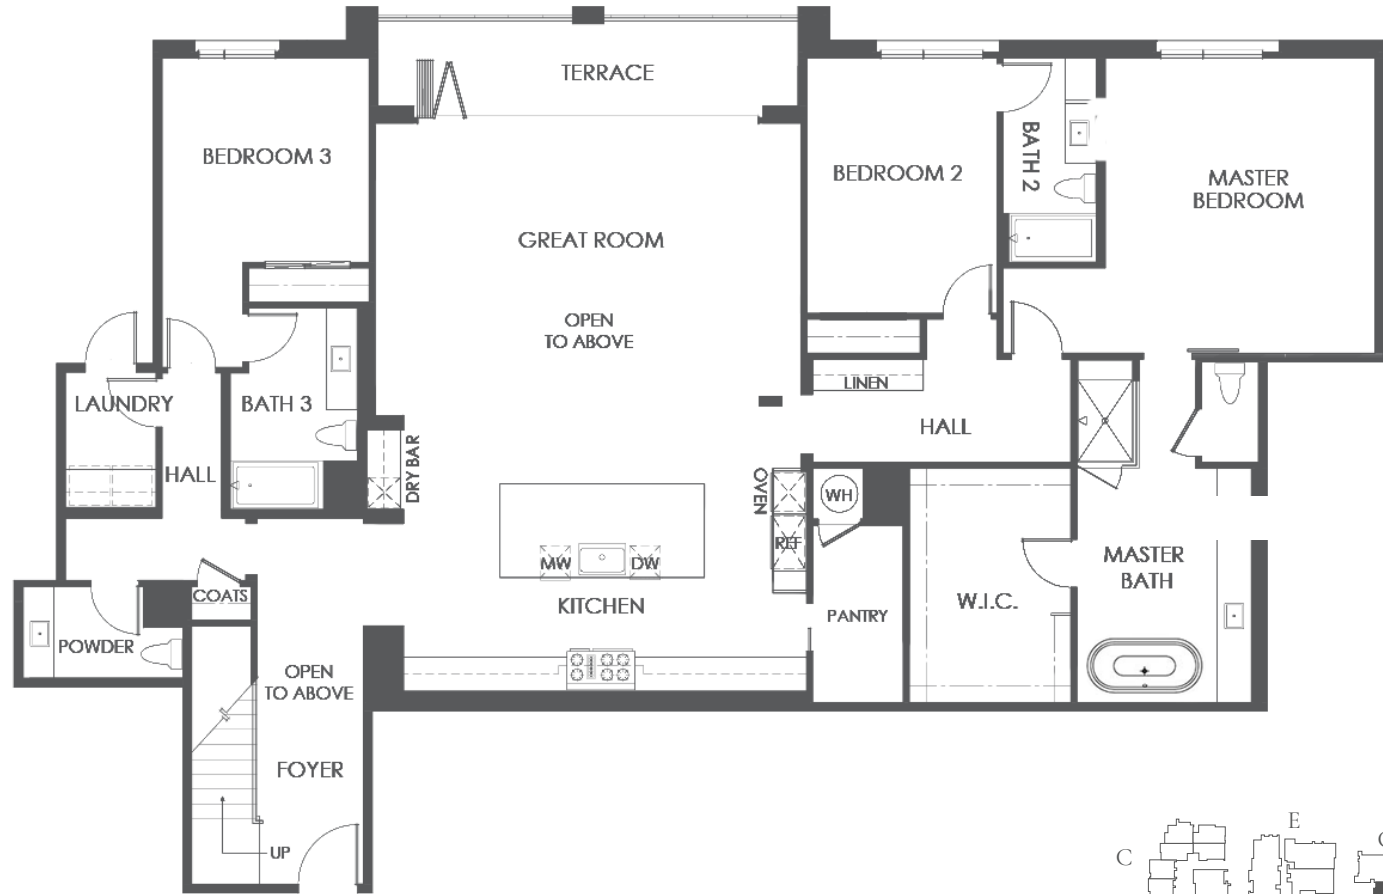 TERRACE
BEDROOM 3
BEDROOM 2
BATH 2
MASTER
BEDROOM
GREAT ROOM
OPEN
TO ABOVE
LAUNDRY
BATH 3
LINEN
HALL
HALL
DRY BAR
OVEN
WH
REF
MW
DW
MASTER
BATH
COATS
KITCHEN
PANTRY
W.I.C.
POWDER
OPEN
TO ABOVE
FOYER
UP
E
C